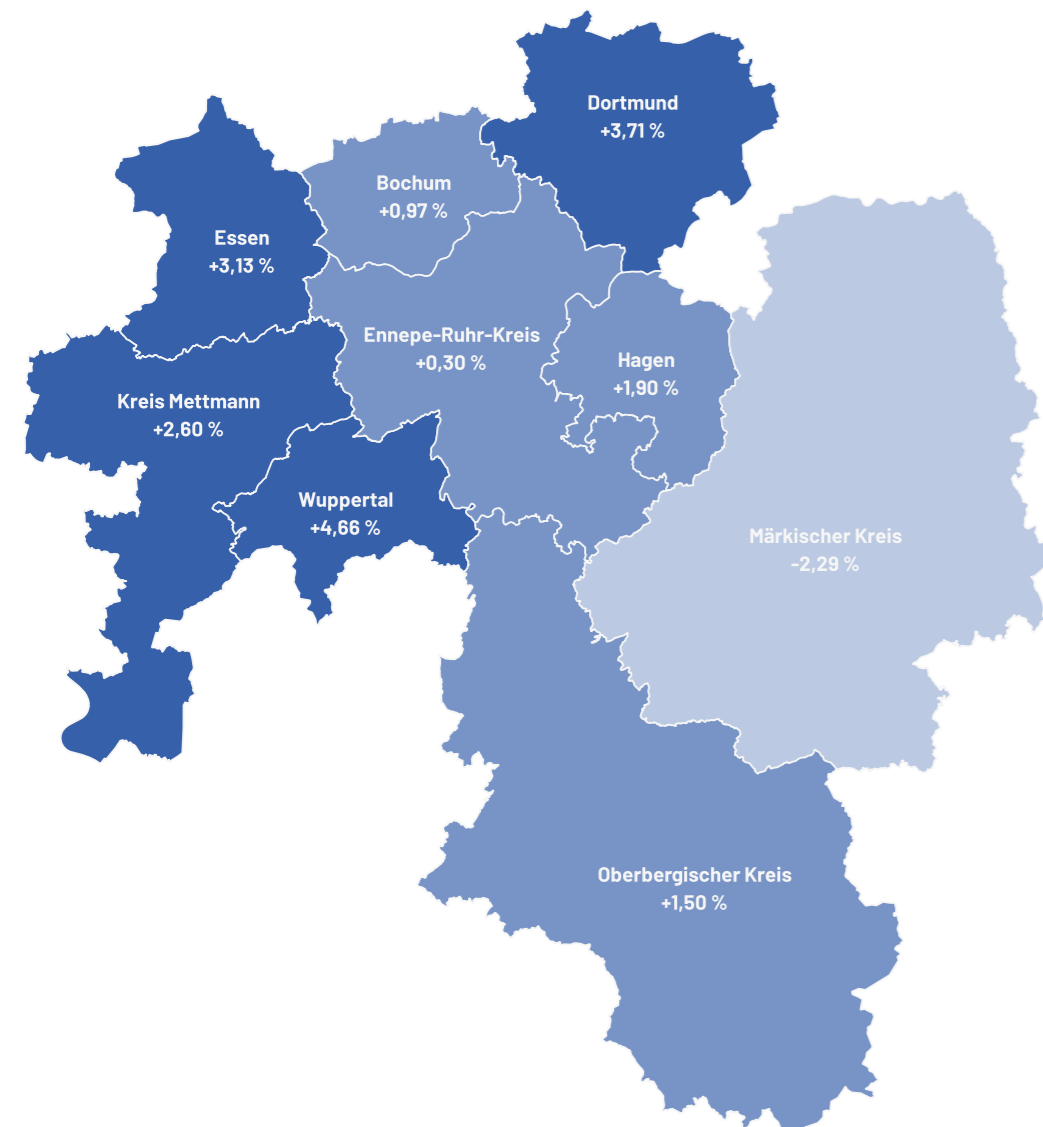 Dortmund
+3,71 %
Bochum
+0,97 %
Essen
+3,13 %
Ennepe-Ruhr-Kreis
+0,30 %
Hagen
+1,90 %
Kreis Mettmann
+2,60 %
Wuppertal
+4,66 %
Märkischer Kreis
-2,29 %
Oberbergischer Kreis
+1,50 %